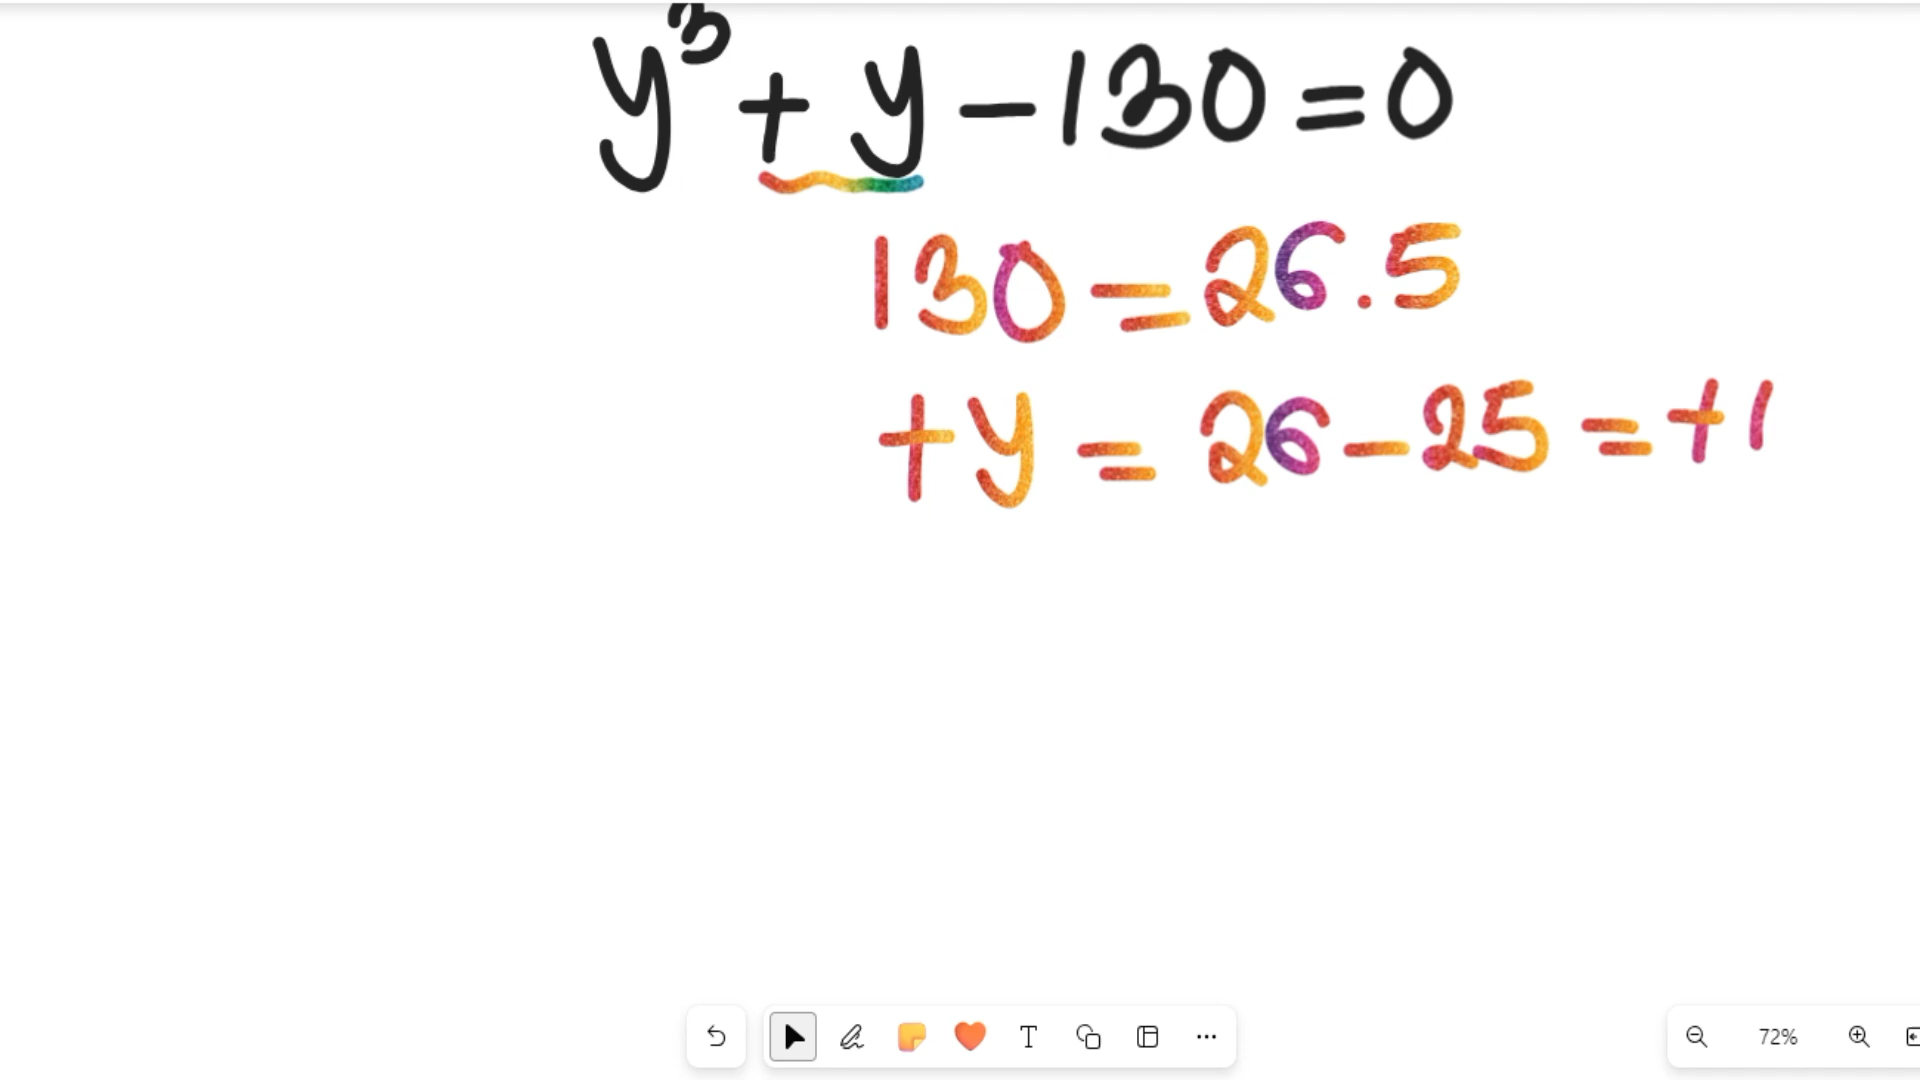 y³ + y - 130 = 0
130 = 26.5
+y = 26 - 25 = +1
T
72%